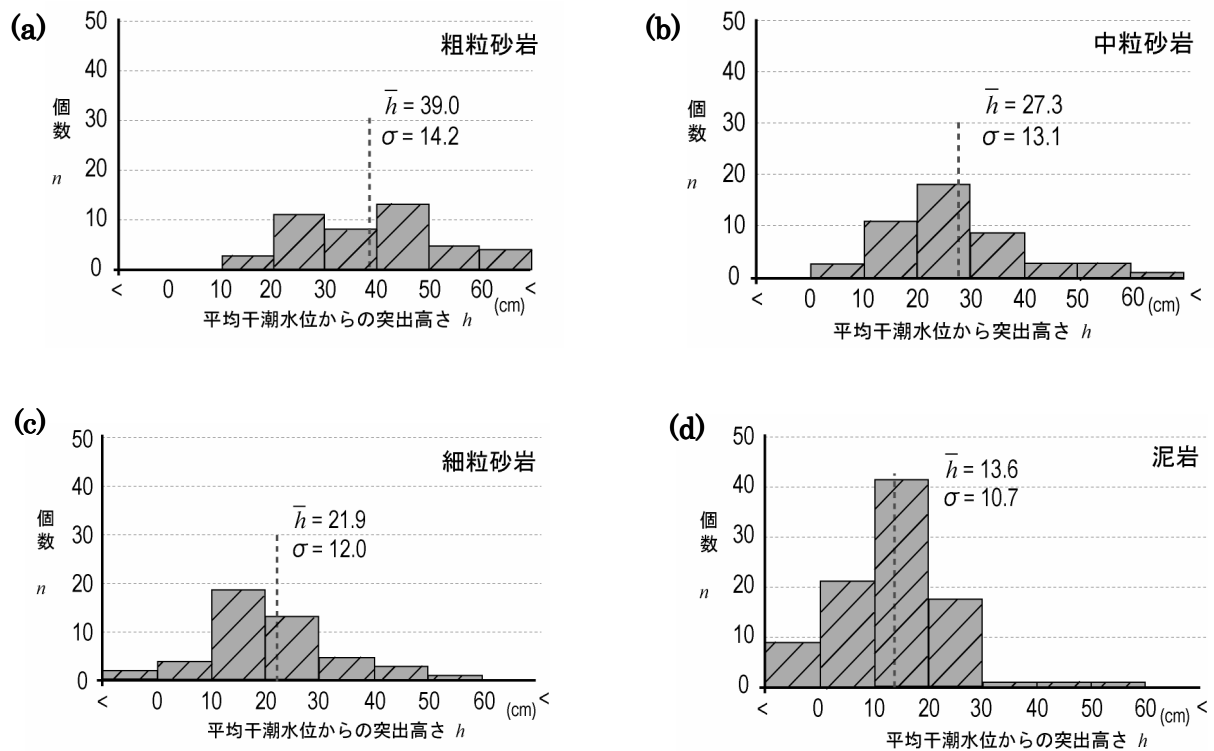 (a)
粗粒砂岩
50
40
30
20
10
0
個数 n
h̅ = 39.0
σ = 14.2
< 0 10 20 30 40 50 60 (cm) <
平均干潮水位からの突出高さ h
(b)
中粒砂岩
50
40
30
20
10
0
個数 n
h̅ = 27.3
σ = 13.1
< 0 10 20 30 40 50 60 (cm) <
平均干潮水位から突出高さ h
(c)
細粒砂岩
50
40
30
20
10
0
個数 n
h̅ = 21.9
σ = 12.0
< 0 10 20 30 40 50 60 (cm) <
平均干潮水位からの突出高さ h
(d)
泥岩
50
40
30
20
10
0
個数 n
h̅ = 13.6
σ = 10.7
< 0 10 20 30 40 50 60 (cm) <
平均干潮水位からの突出高さ h